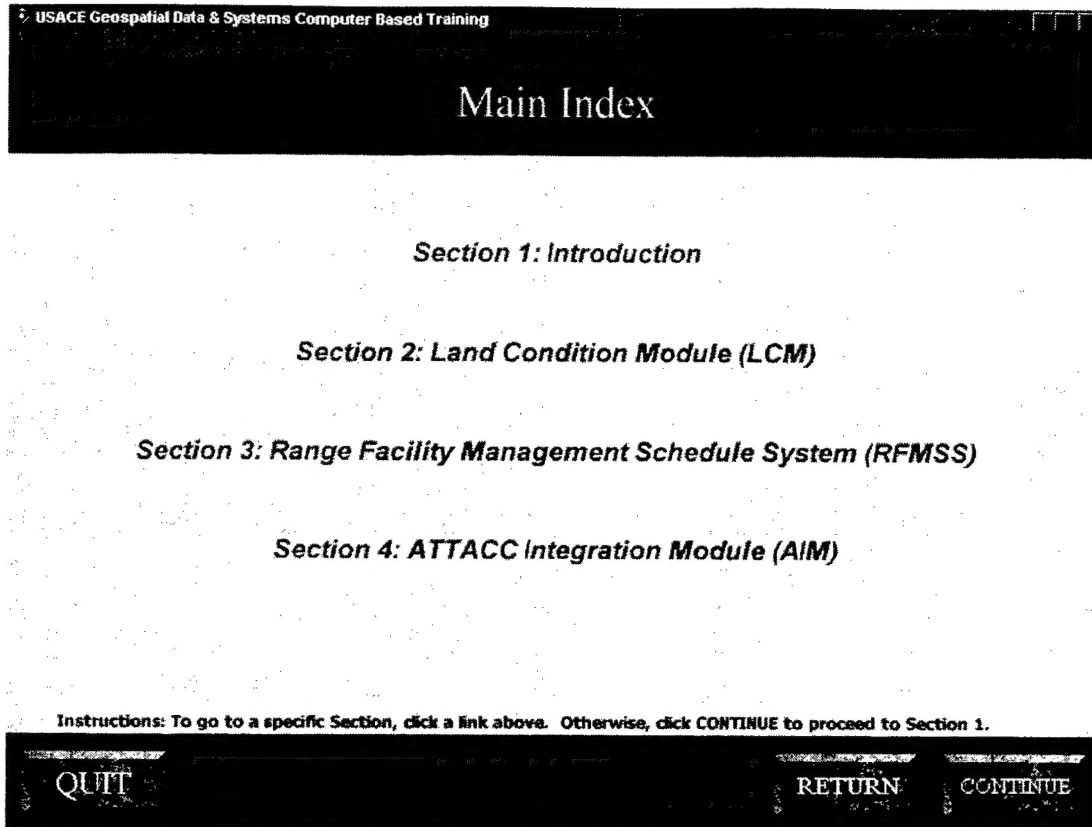 USACE Geospatial Data & Systems Computer Based Training
Main Index
Section 1: Introduction
Section 2: Land Condition Module (LCM)
Section 3: Range Facility Management Schedule System (RFMSS)
Section 4: ATTACC Integration Module (AIM)
Instructions: To go to a specific Section, click a link above. Otherwise, click CONTINUE to proceed to Section 1.
QUIT
RETURN
CONTINUE